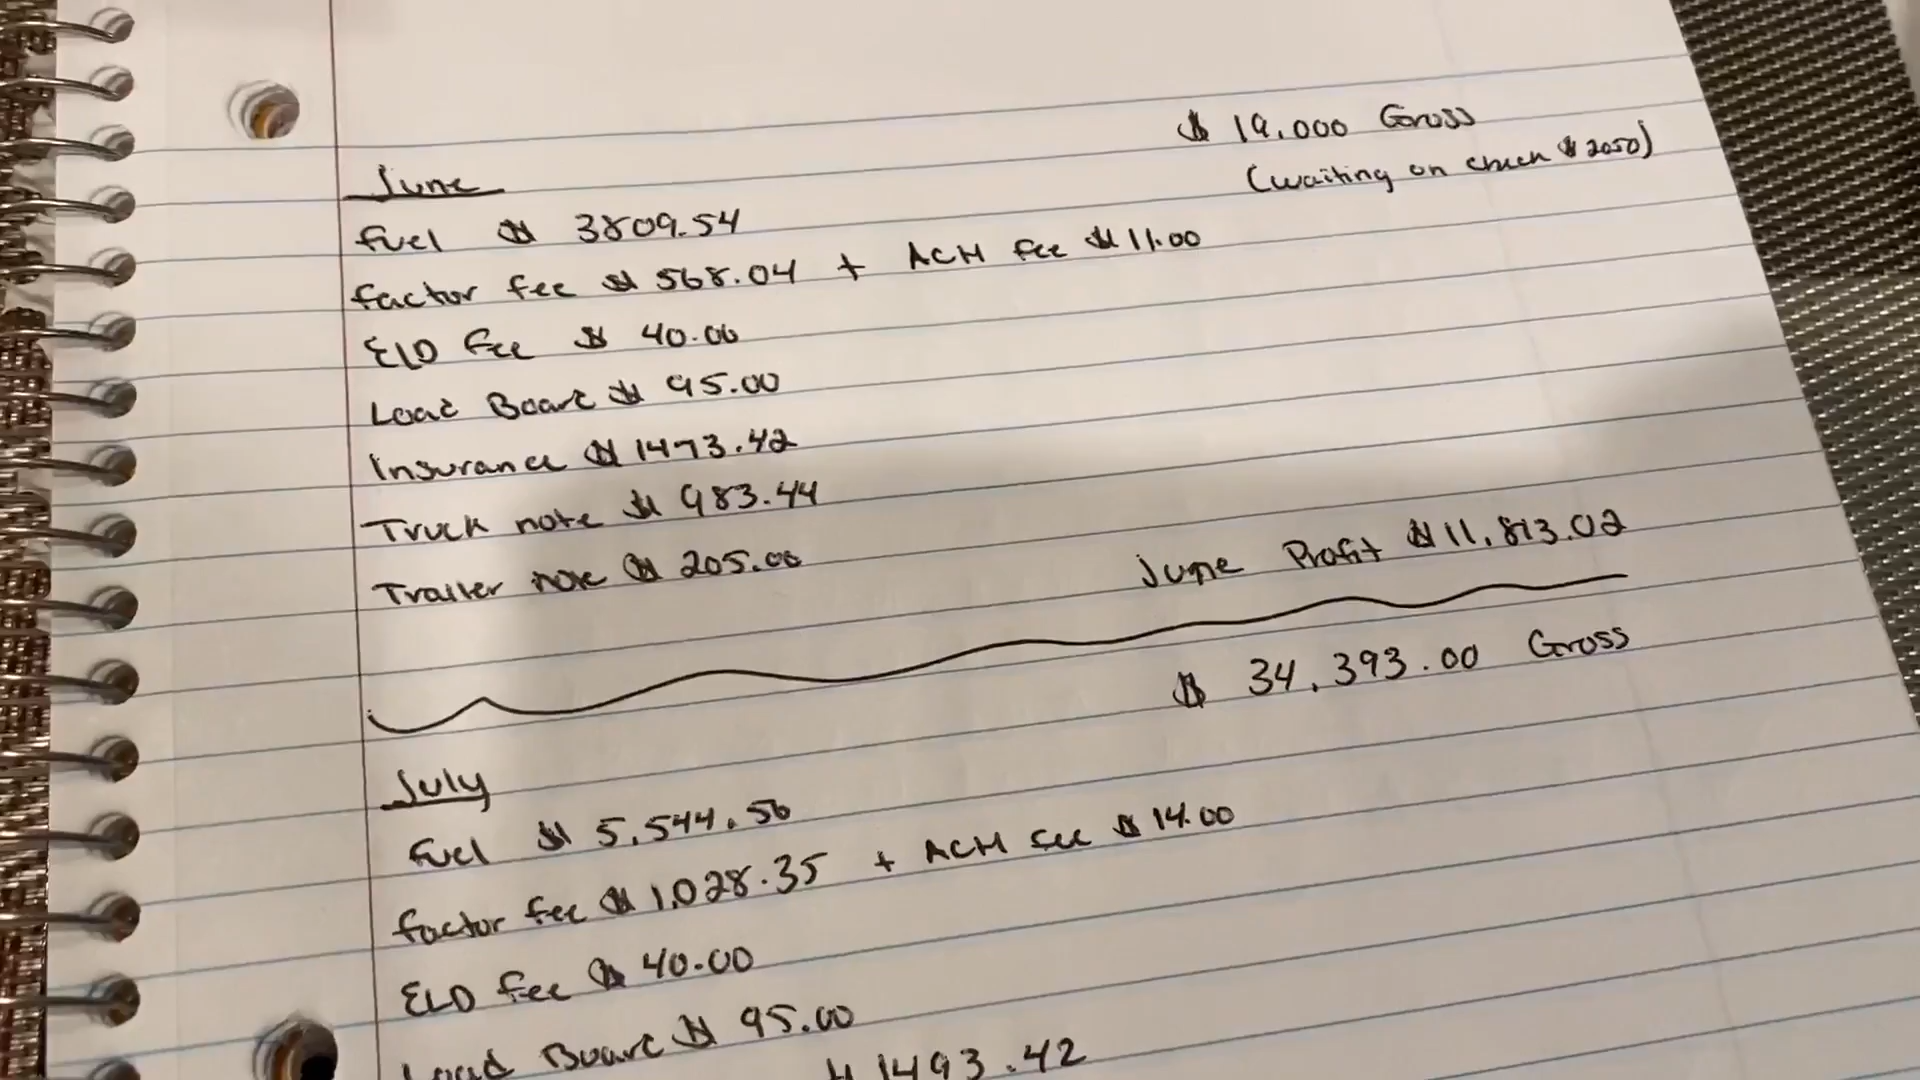 $ 19,000 Gross
(waiting on check $ 2050)
June
Fuel $ 3809.54
factor fee $ 568.04 + ACH fee $ 11.00
ELD fee $ 40.00
Load Board $ 95.00
Insurance $ 1473.42
Truck note $ 983.44
Trailer note $ 205.00
June Profit $ 11,813.02
$ 34,393.00 Gross
July
Fuel $ 5,544.56
factor fee $ 1,028.35 + ACH fee $ 14.00
ELD fee $ 40.00
Load Board $ 95.00
$ 1493.42